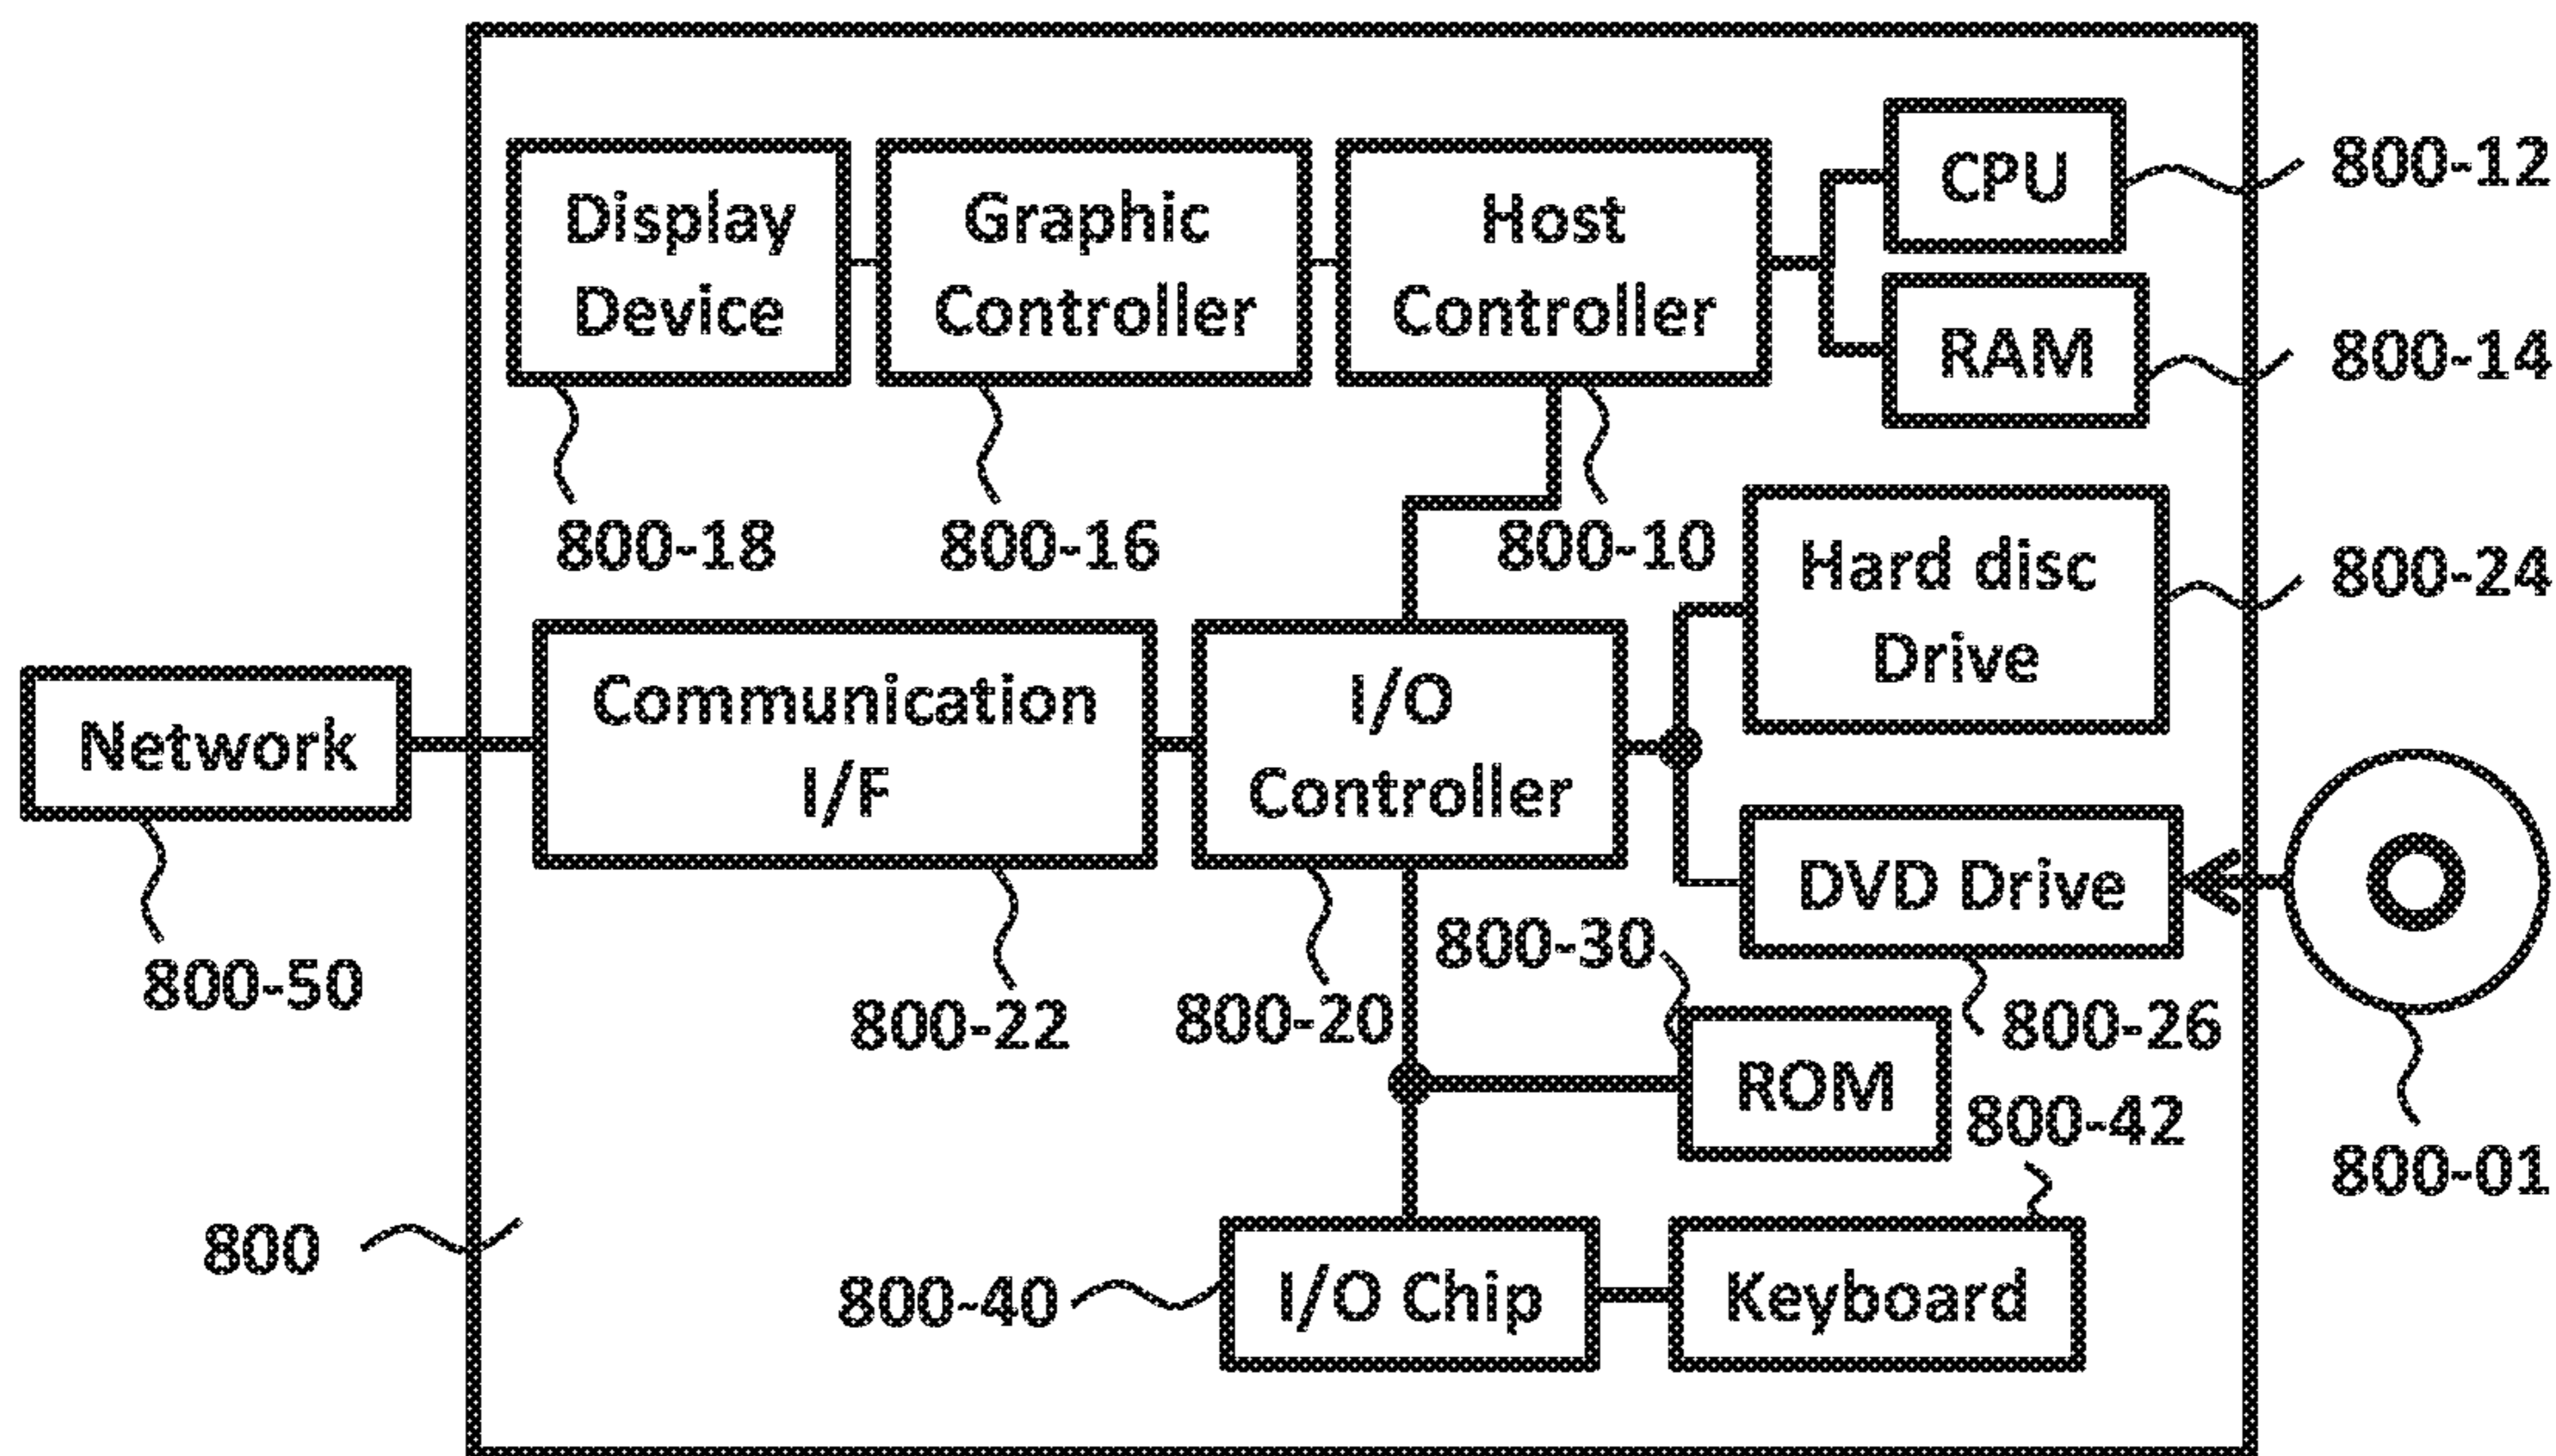 CPU
800-12
Display
Device
Graphic
Controller
Host
Controller
RAM
800-14
800-18
800-16
800-10
Hard disc
Drive
800-24
Network
Communication
I/F
I/O
Controller
DVD Drive
800-30
800-50
800-22
800-20
800-26
ROM
800-42
800-01
800
800-40
I/O Chip
Keyboard